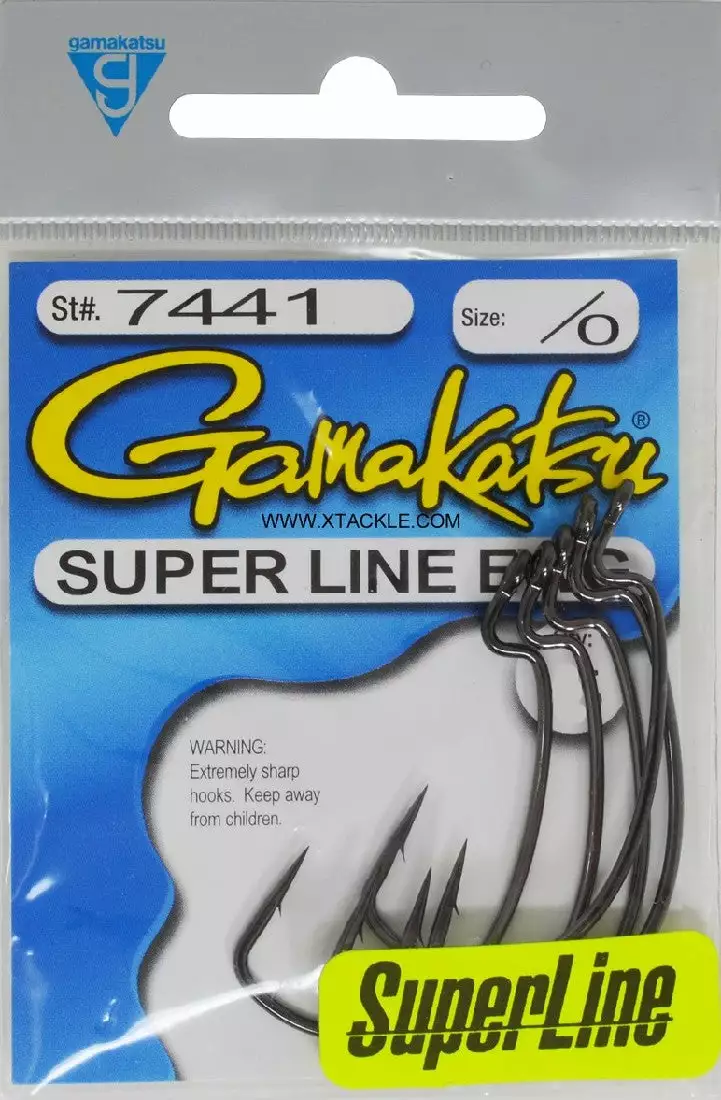 gamakatsu
St#. 7441
Size: /0
Gamakatsu®
WWW.XTACKLE.COM
SUPER LINE
WARNING:
Extremely sharp
hooks. Keep away
from children.
SuperLine